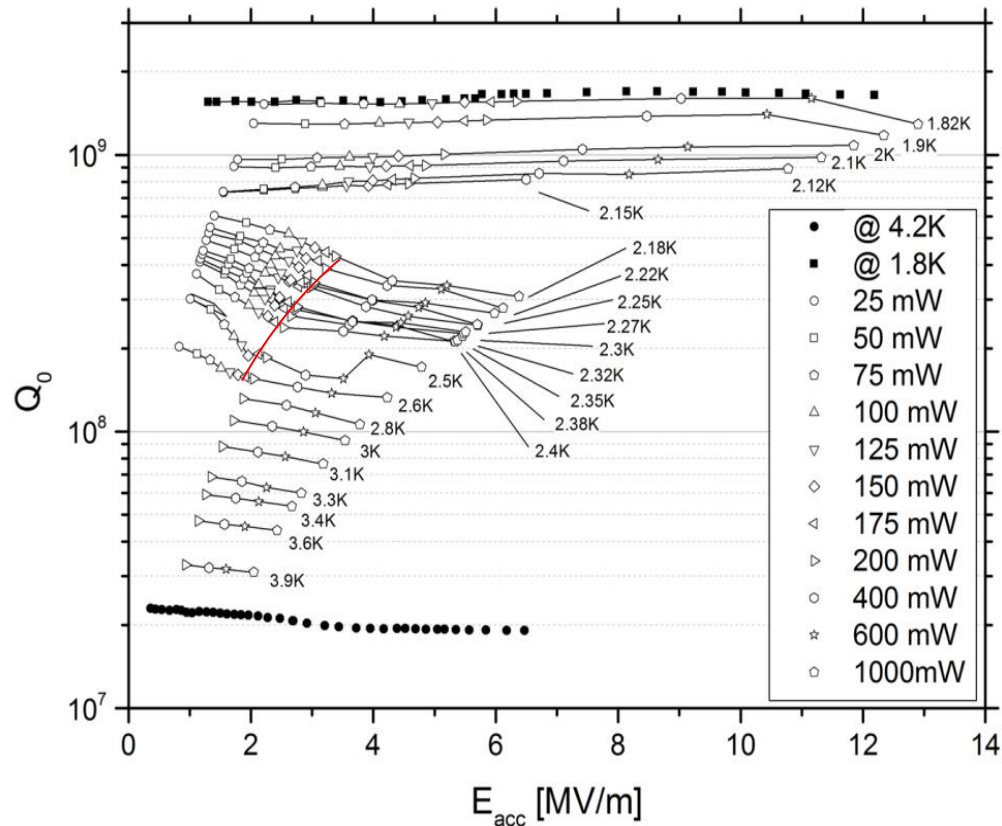 Q0
10^9
10^8
10^7
0 2 4 6 8 10 12 14
E_acc [MV/m]
1.82K
1.9K
2K
2.1K
2.12K
2.15K
2.18K
2.22K
2.25K
2.27K
2.3K
2.32K
2.35K
2.38K
2.4K
2.5K
2.6K
2.8K
3K
3.1K
3.3K
3.4K
3.6K
3.9K
@ 4.2K
@ 1.8K
25 mW
50 mW
75 mW
100 mW
125 mW
150 mW
175 mW
200 mW
400 mW
600 mW
1000mW